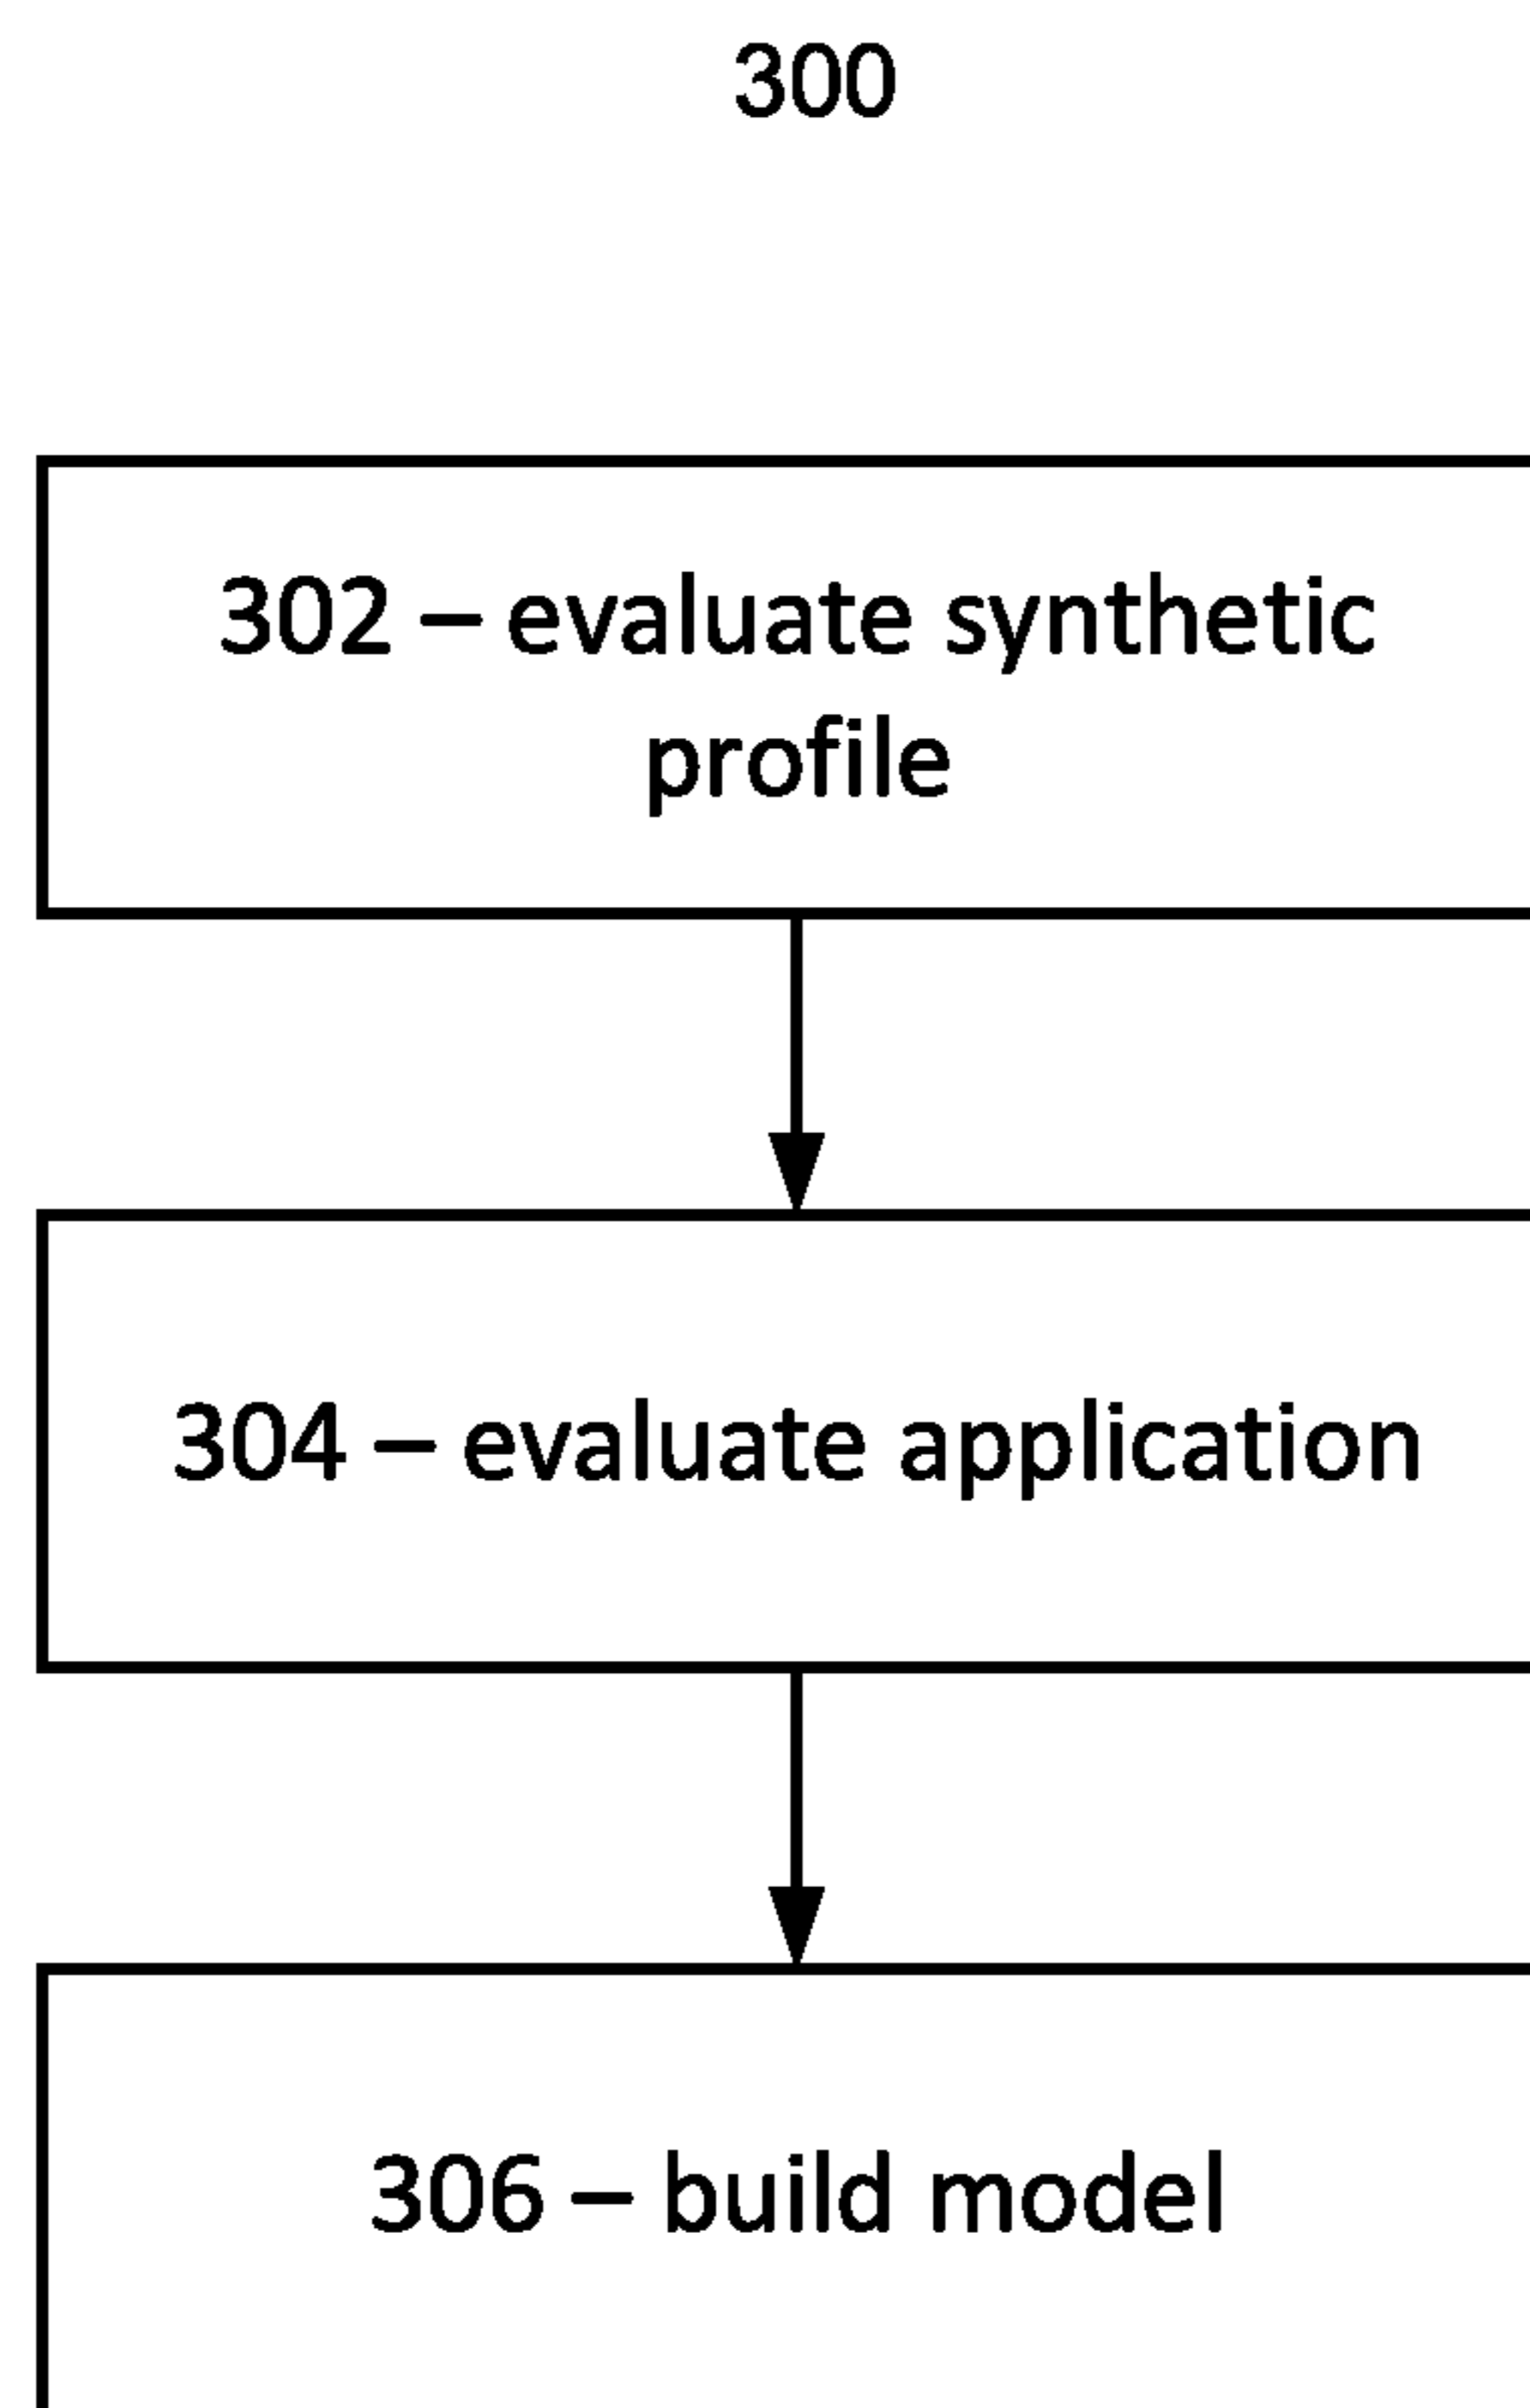 300
302 – evaluate synthetic
profile
304 – evaluate application
306 – build model